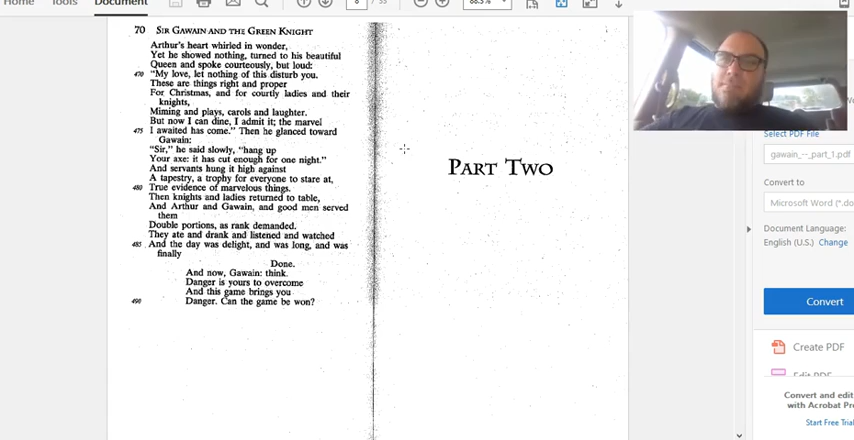 Home Tools Document
8 / 33
88.3%
70 SIR GAWAIN AND THE GREEN KNIGHT
Arthur's heart whirled in wonder,
Yet he showed nothing, turned to his beautiful
Queen and spoke courteously, but loud:
470 "My love, let nothing of this disturb you.
These are things right and proper
For Christmas, and for courtly ladies and their
knights,
Miming and plays, carols and laughter.
But now I can dine, I admit it; the marvel
475 I awaited has come." Then he glanced toward
Gawain:
"Sir," he said slowly, "hang up
Your axe: it has cut enough for one night."
And servants hung it high against
A tapestry, a trophy for everyone to stare at,
480 True evidence of marvelous things.
Then knights and ladies returned to table,
And Arthur and Gawain, and good men served
them
Double portions, as rank demanded.
They ate and drank and listened and watched
485 And the day was delight, and was long, and was
finally
Done.
And now, Gawain: think.
Danger is yours to overcome
And this game brings you
490 Danger. Can the game be won?
PART TWO
Select PDF File
gawain_--_part_1.pdf
Convert to
Microsoft Word (*.do
Document Language:
English (U.S.) Change
Convert
Create PDF
Edit PDF
Convert and edit
with Acrobat Pr
Start Free Tria